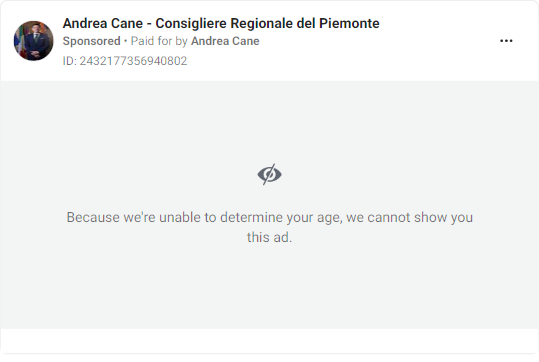 Andrea Cane - Consigliere Regionale del Piemonte
Sponsored • Paid for by Andrea Cane
ID: 2432177356940802
Because we're unable to determine your age, we cannot show you
this ad.